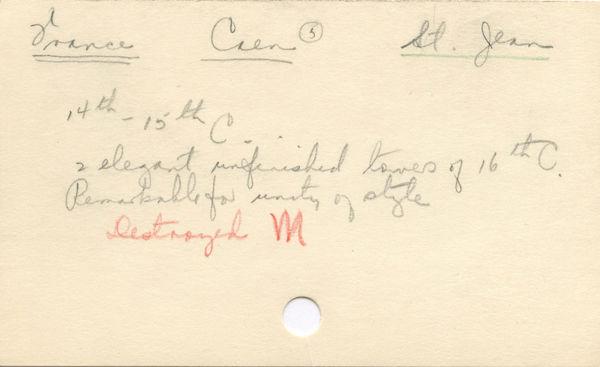 France Caen ⑤ St. Jean
14th - 15th C.
2 elegant unfinished towers of 16th C.
Remarkable for unity of style
Destroyed M